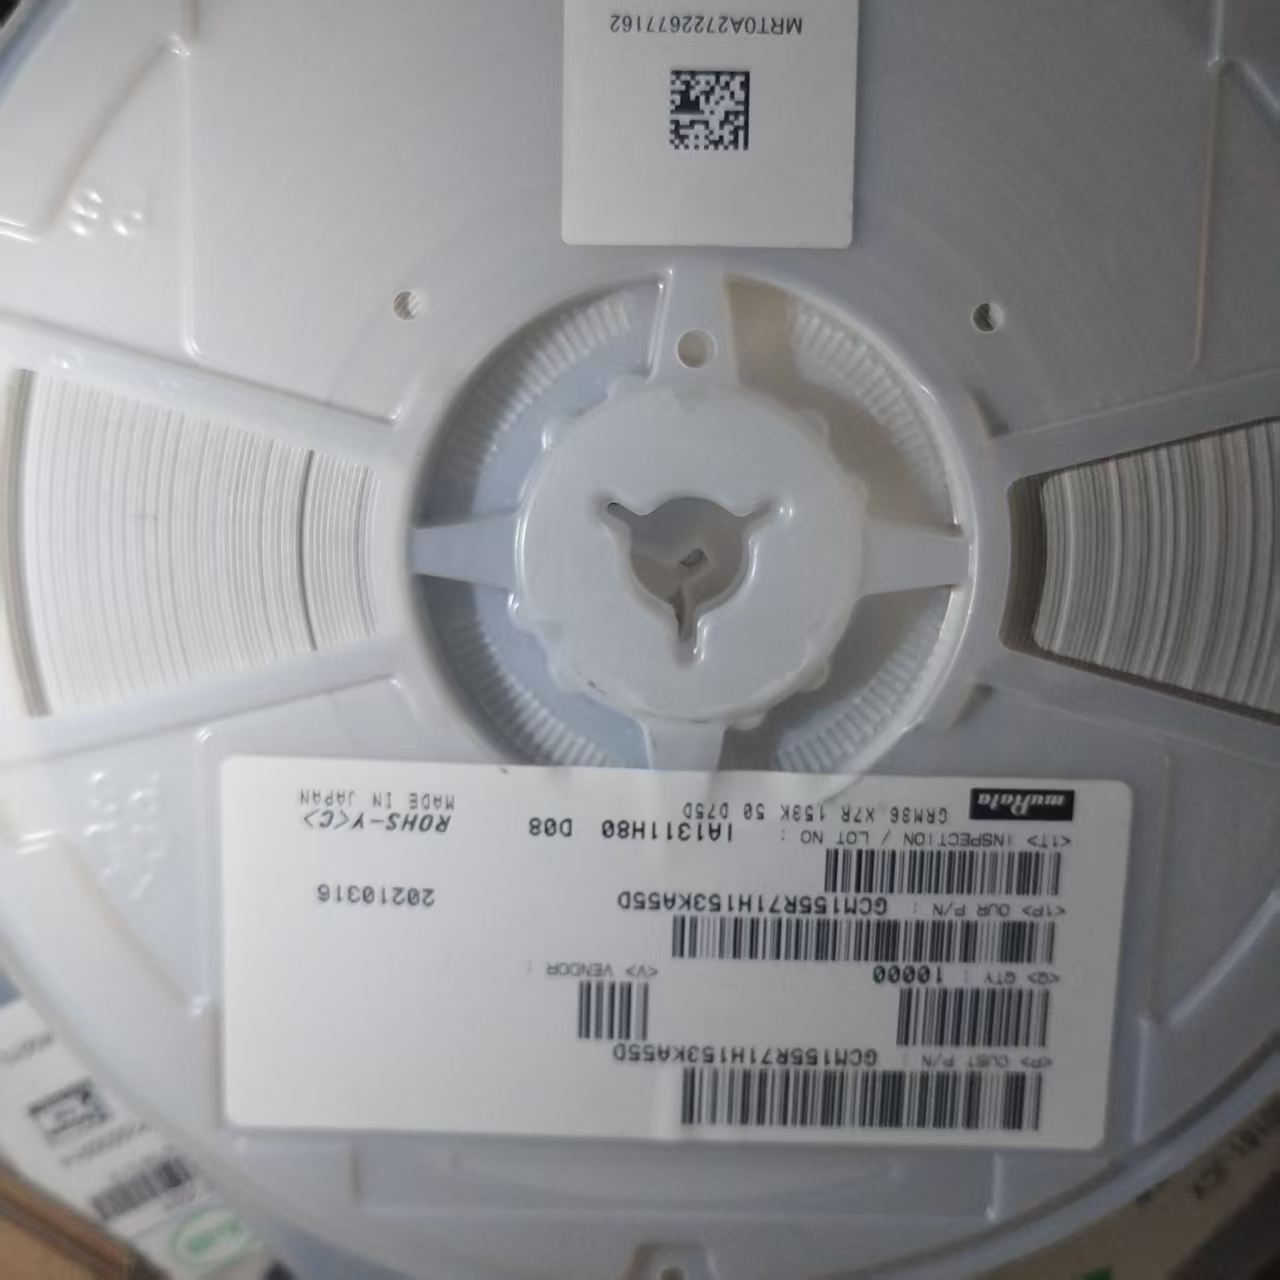 muRata
GRM36 X7R 153K 50 D75D
MADE IN JAPAN
<1T> INSPECTION / LOT NO :
IA1311H80 D08
ROHS-Y<C>
<1P> OUR P/N : GCM155R71H153KA55D
20210316
<Q> QTY : 10000
<V> VENDOR :
<P> CUST P/N : GCM155R71H153KA55D
MRT0A2722677162